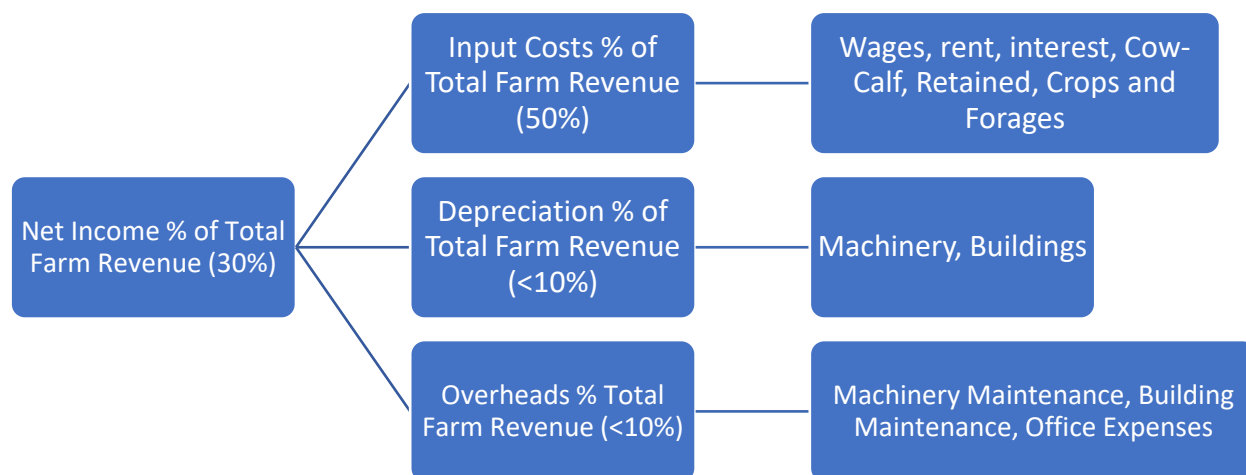 Net Income % of Total
Farm Revenue (30%)
Input Costs % of
Total Farm Revenue
(50%)
Wages, rent, interest, Cow-
Calf, Retained, Crops and
Forages
Depreciation % of
Total Farm Revenue
(<10%)
Machinery, Buildings
Overheads % Total
Farm Revenue (<10%)
Machinery Maintenance, Building
Maintenance, Office Expenses